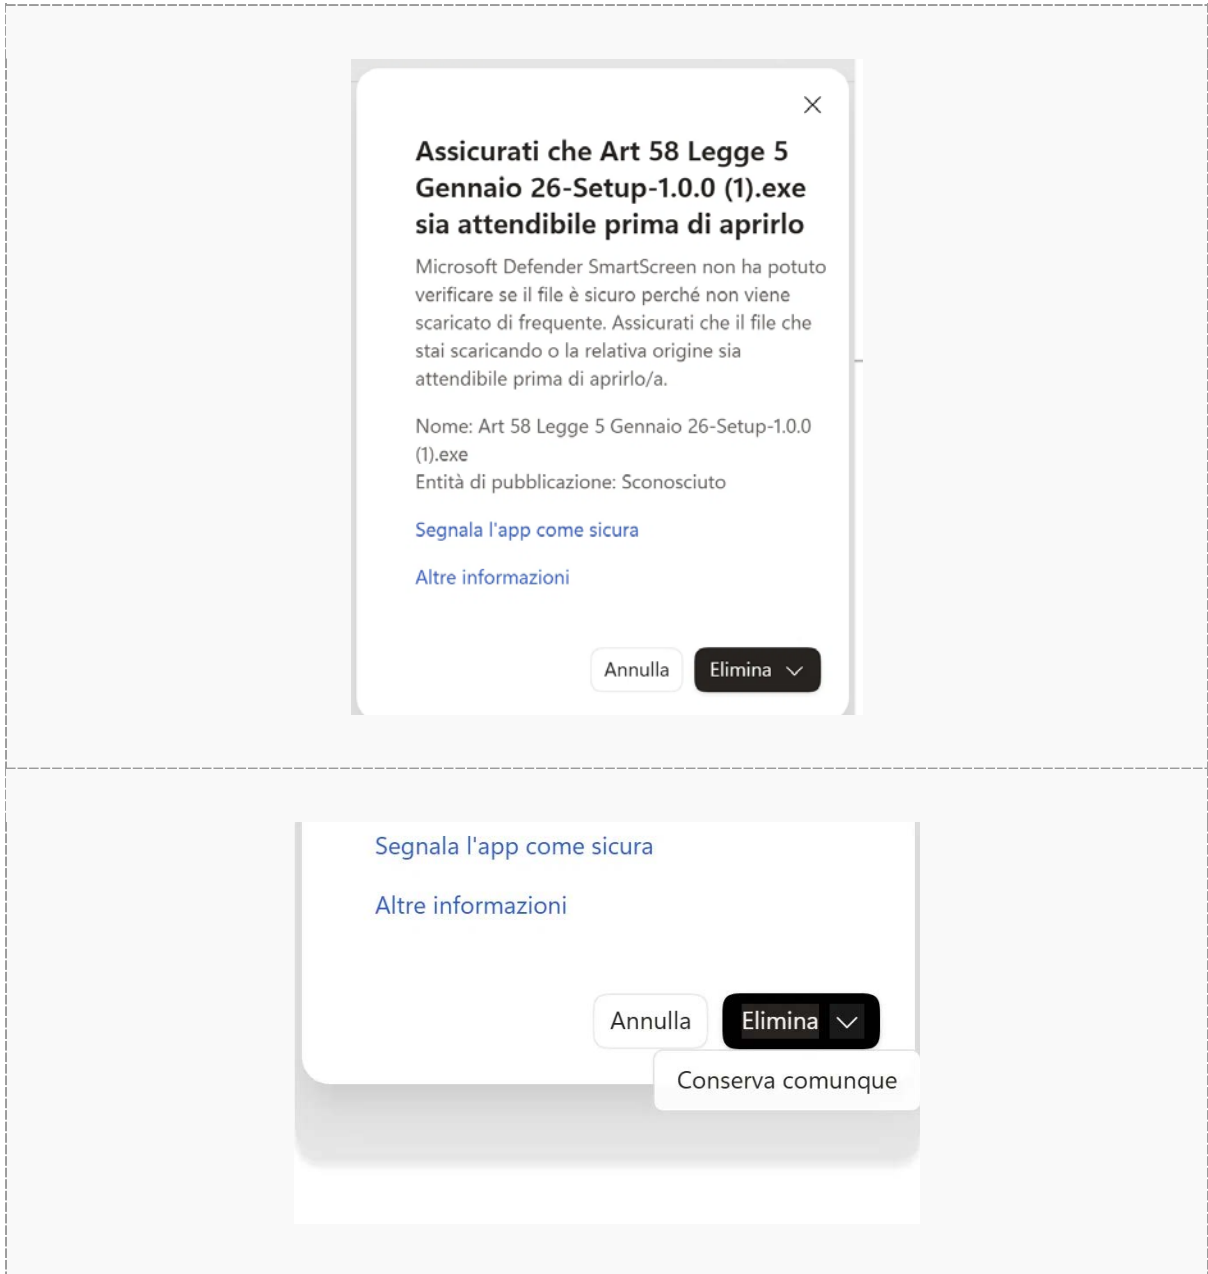 Assicurati che Art 58 Legge 5
Gennaio 26-Setup-1.0.0 (1).exe
sia attendibile prima di aprirlo
Microsoft Defender SmartScreen non ha potuto
verificare se il file è sicuro perché non viene
scaricato di frequente. Assicurati che il file che
stai scaricando o la relativa origine sia
attendibile prima di aprirlo/a.
Nome: Art 58 Legge 5 Gennaio 26-Setup-1.0.0
(1).exe
Entità di pubblicazione: Sconosciuto
Segnala l'app come sicura
Altre informazioni
Annulla Elimina
Segnala l'app come sicura
Altre informazioni
Annulla Elimina
Conserva comunque